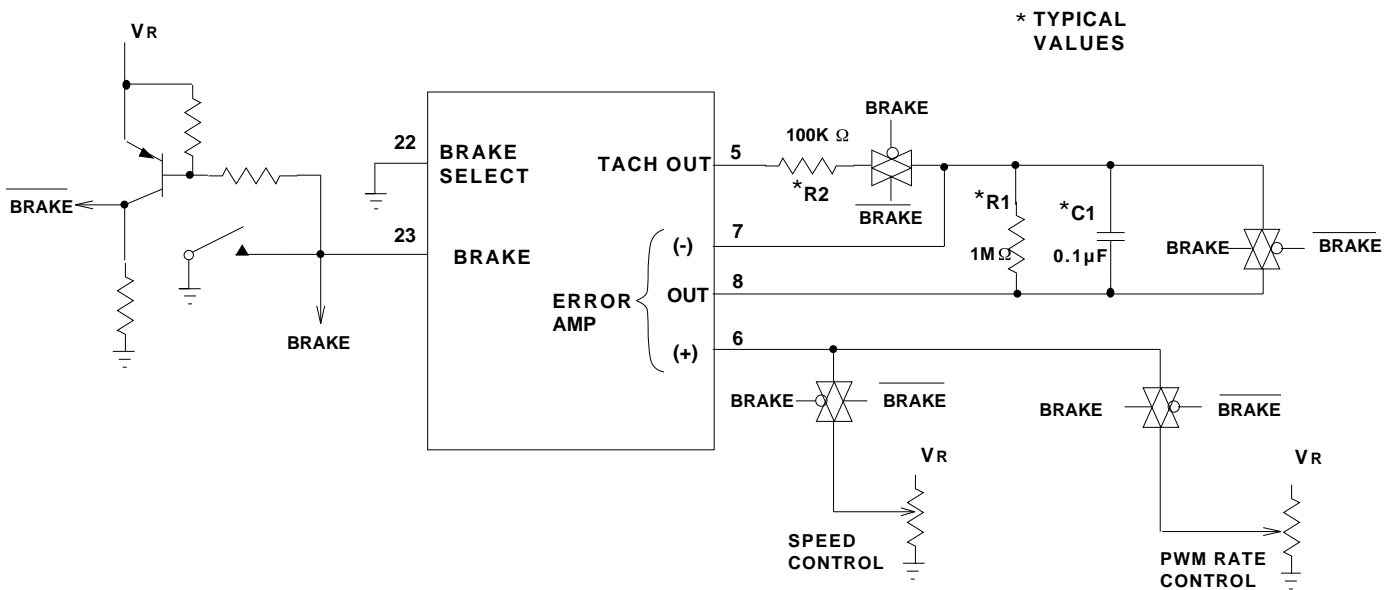 * TYPICAL
VALUES
VR
BRAKE
22
BRAKE
SELECT
TACH OUT
5
100K Ω
*R2
BRAKE
BRAKE
*R1
1M Ω
*C1
0.1µF
BRAKE
BRAKE
23
BRAKE
BRAKE
ERROR
AMP
(-)
7
OUT
8
(+)
6
BRAKE
BRAKE
BRAKE
BRAKE
VR
SPEED
CONTROL
VR
PWM RATE
CONTROL